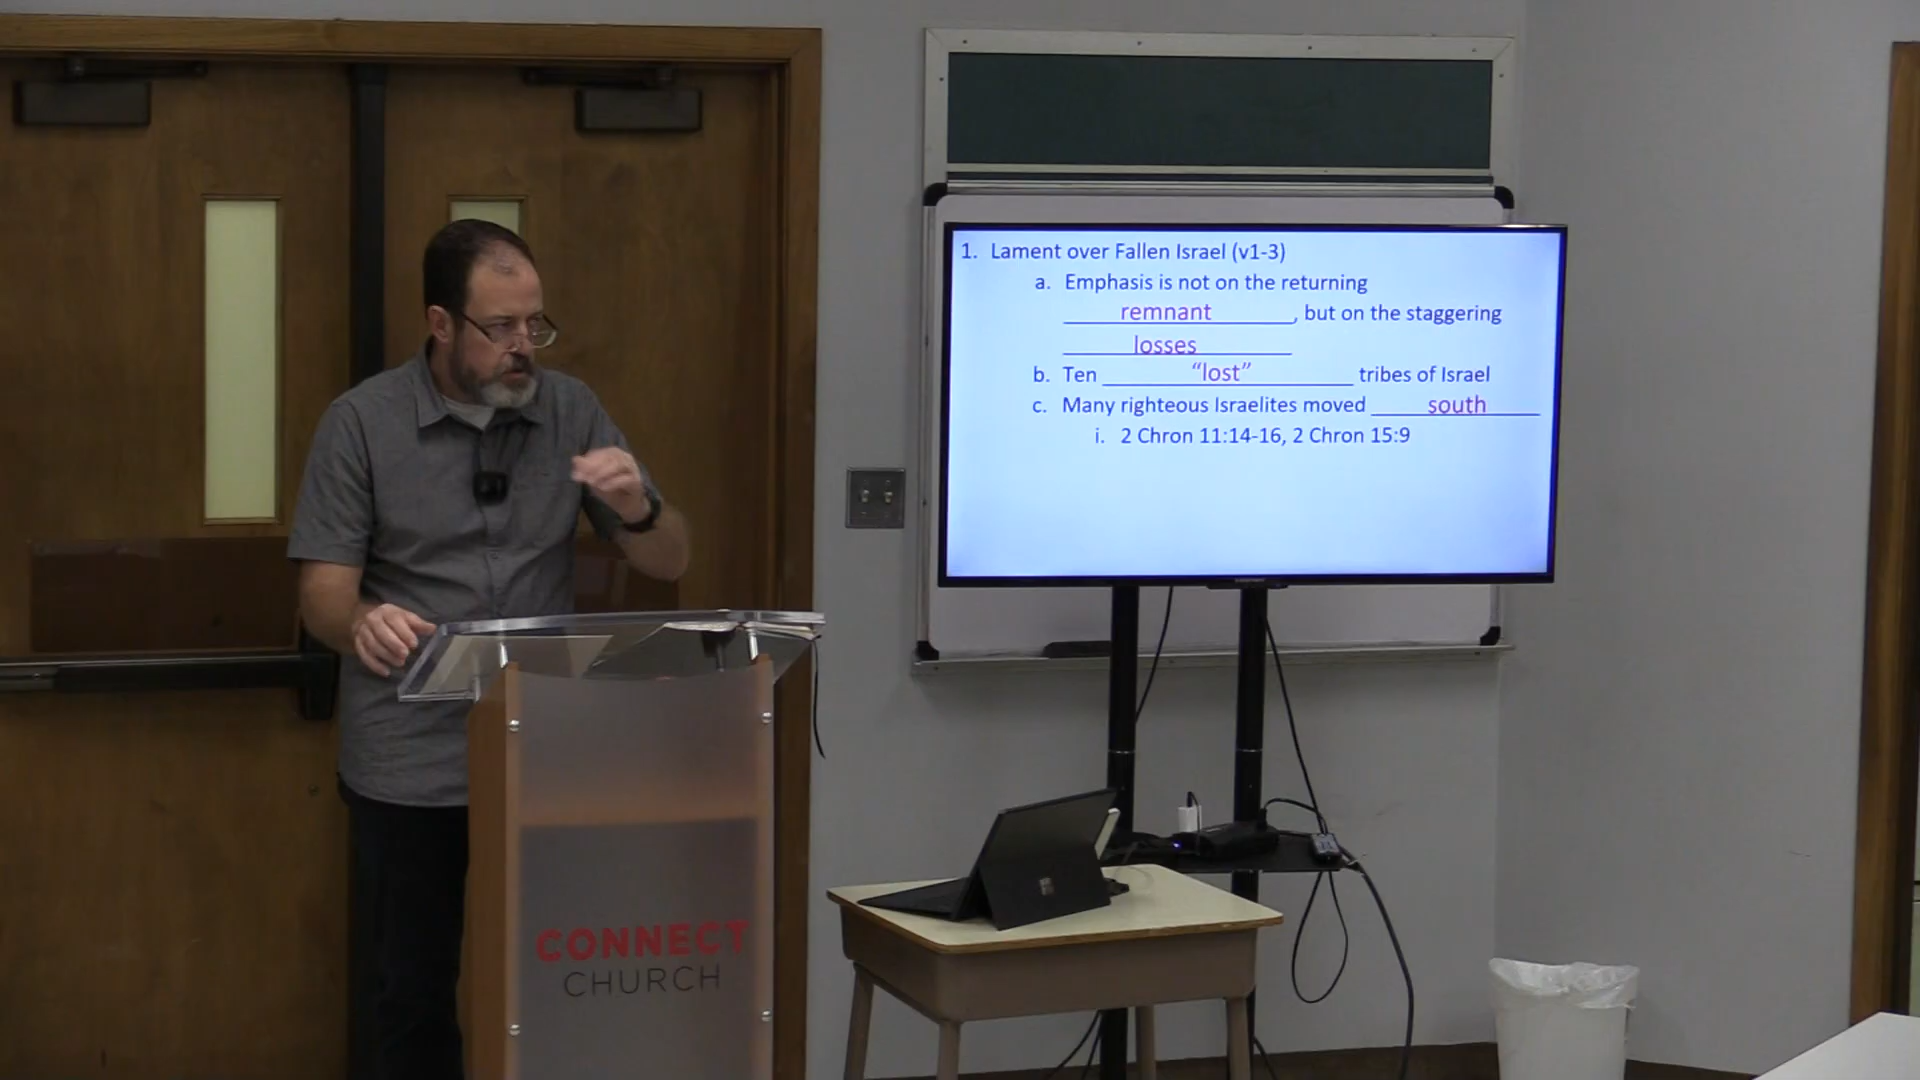 1. Lament over Fallen Israel (v1-3)
a. Emphasis is not on the returning
remnant, but on the staggering
losses
b. Ten "lost" tribes of Israel
c. Many righteous Israelites moved south
i. 2 Chron 11:14-16, 2 Chron 15:9
CONNECT
CHURCH